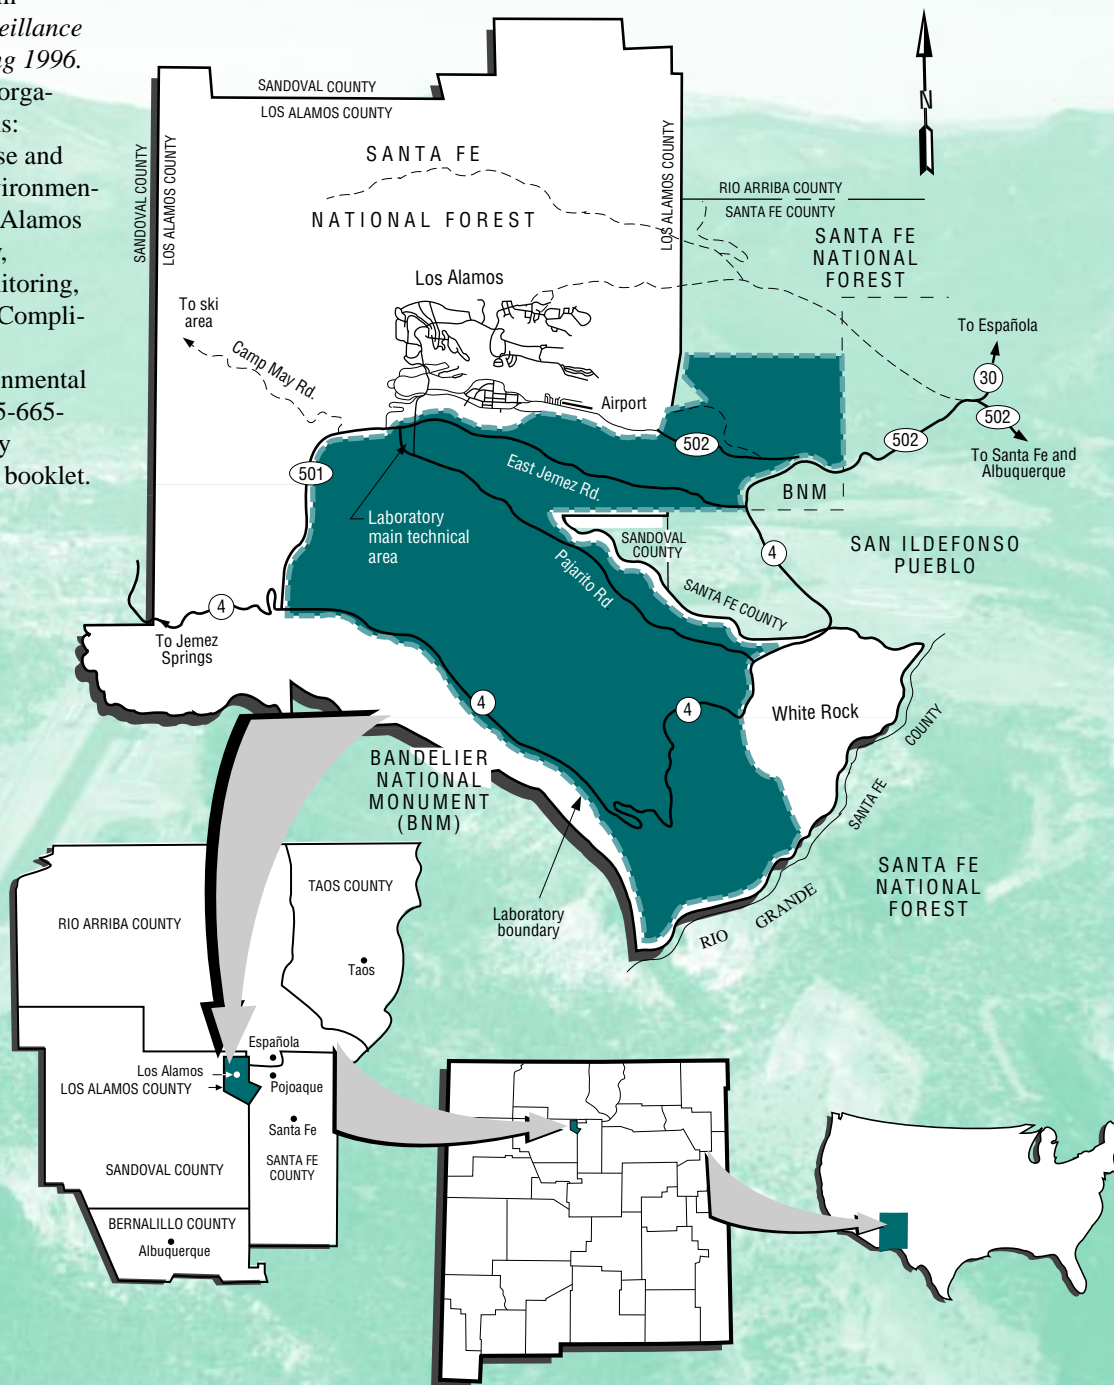 eillance
ng 1996.
orga-
s:
se and
vironmen-
Alamos
itoring,
Compli-
onmental
5-665-
y
booklet.
N
SANDOVAL COUNTY
LOS ALAMOS COUNTY
SANDOVAL COUNTY
LOS ALAMOS COUNTY
LOS ALAMOS COUNTY
SANTA FE
NATIONAL FOREST
RIO ARRIBA COUNTY
SANTA FE COUNTY
SANTA FE
NATIONAL
FOREST
Los Alamos
To ski
area
Camp May Rd.
To Española
30
502
Airport
502
502
To Santa Fe and
Albuquerque
501
East Jemez Rd.
BNM
Laboratory
main technical
area
SANDOVAL
COUNTY
4
SAN ILDEFONSO
PUEBLO
Pajarito Rd.
SANTA FE COUNTY
4
To Jemez
Springs
4
4
White Rock
SANTA FE COUNTY
BANDELIER
NATIONAL
MONUMENT
(BNM)
SANTA FE
NATIONAL
FOREST
Laboratory
boundary
RIO GRANDE
TAOS COUNTY
RIO ARRIBA COUNTY
Taos
Española
Los Alamos
LOS ALAMOS COUNTY
Pojoaque
Santa Fe
SANDOVAL COUNTY
SANTA FE
COUNTY
BERNALILLO COUNTY
Albuquerque